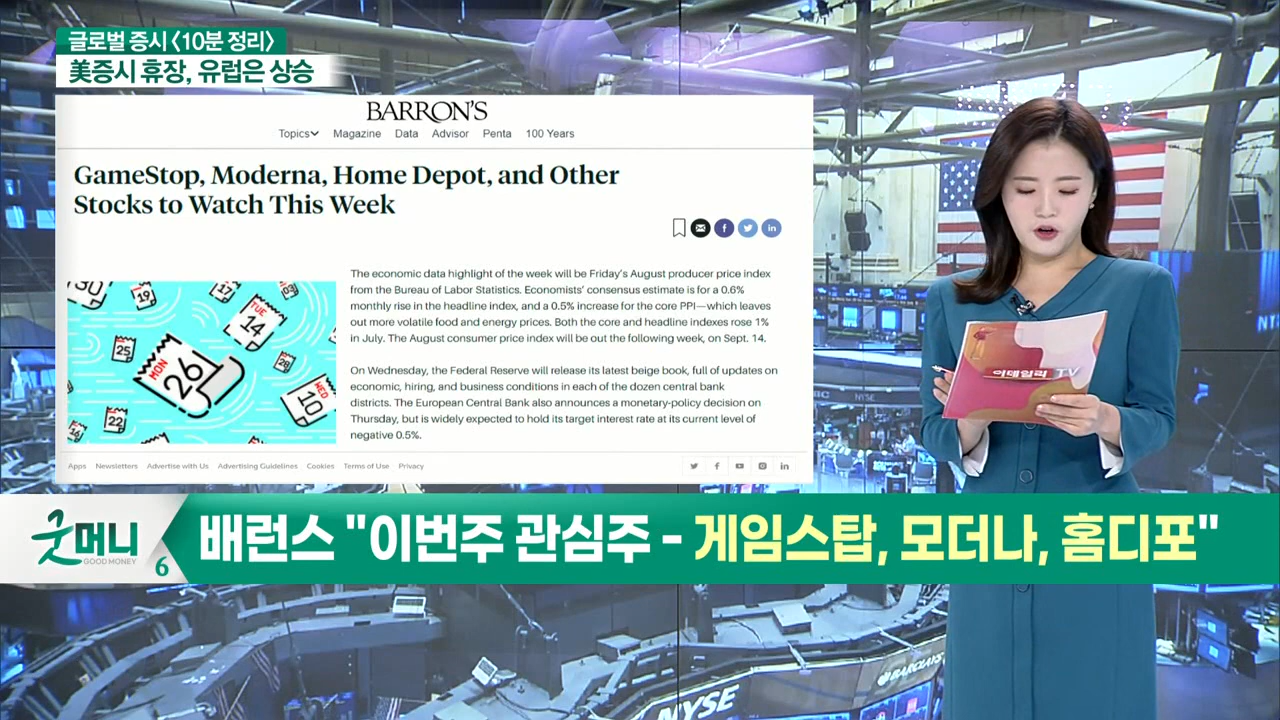 글로벌 증시 <10분 정리>
美증시 휴장, 유럽은 상승
BARRON'S
Topics Magazine Data Advisor Penta 100 Years
GameStop, Moderna, Home Depot, and Other
Stocks to Watch This Week
The economic data highlight of the week will be Friday's August producer price index
from the Bureau of Labor Statistics. Economists' consensus estimate is for a 0.6%
monthly rise in the headline index, and a 0.5% increase for the core PPI—which leaves
out more volatile food and energy prices. Both the core and headline indexes rose 1%
in July. The August consumer price index will be out the following week, on Sept. 14.
On Wednesday, the Federal Reserve will release its latest beige book, full of updates on
economic, hiring, and business conditions in each of the dozen central bank
districts. The European Central Bank also announces a monetary-policy decision on
Thursday, but is widely expected to hold its target interest rate at its current level of
negative 0.5%.
30
19
TUE
14
25
MON
26
28
WED
10
22
16
Apps Newsletters Advertise with Us Advertising Guidelines Cookies Terms of Use Privacy
이데일리 TV
굿머니
GOOD MONEY
6
배런스 "이번주 관심주 - 게임스탑, 모더나, 홈디포"
NYSE
BARCLAYS